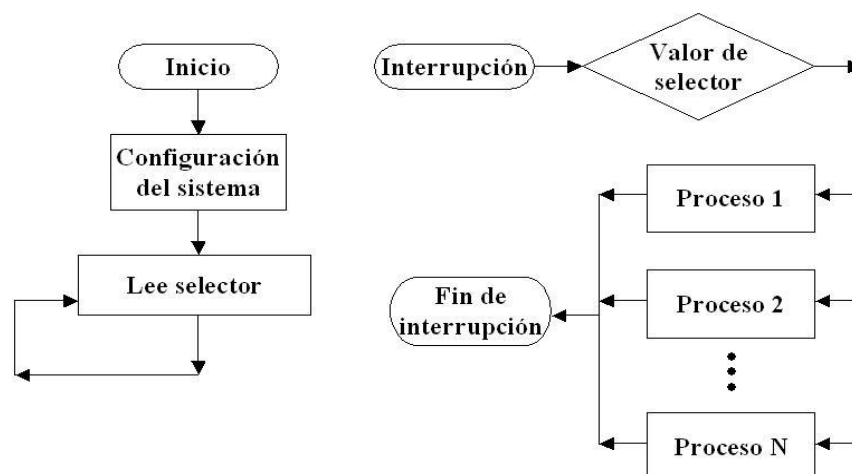 Inicio
Configuración
del sistema
Lee selector
Interrupción
Valor de
selector
Proceso 1
Proceso 2
Proceso N
Fin de
interrupción